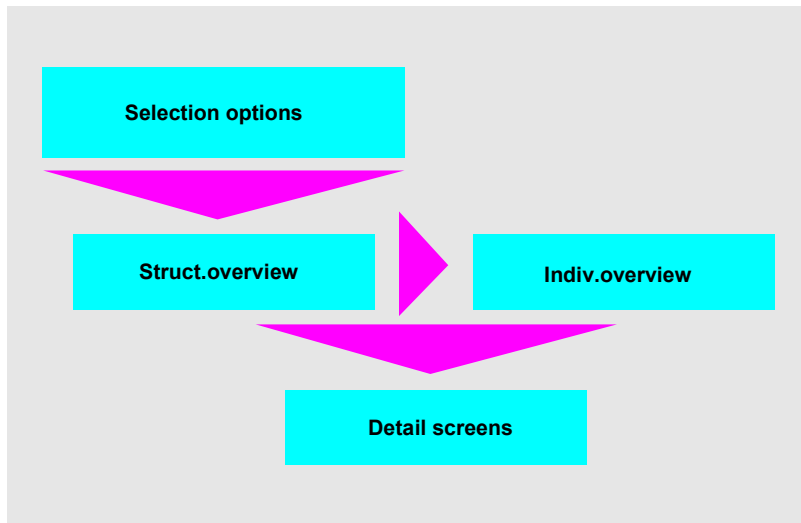 Selection options
Struct.overview
Indiv.overview
Detail screens